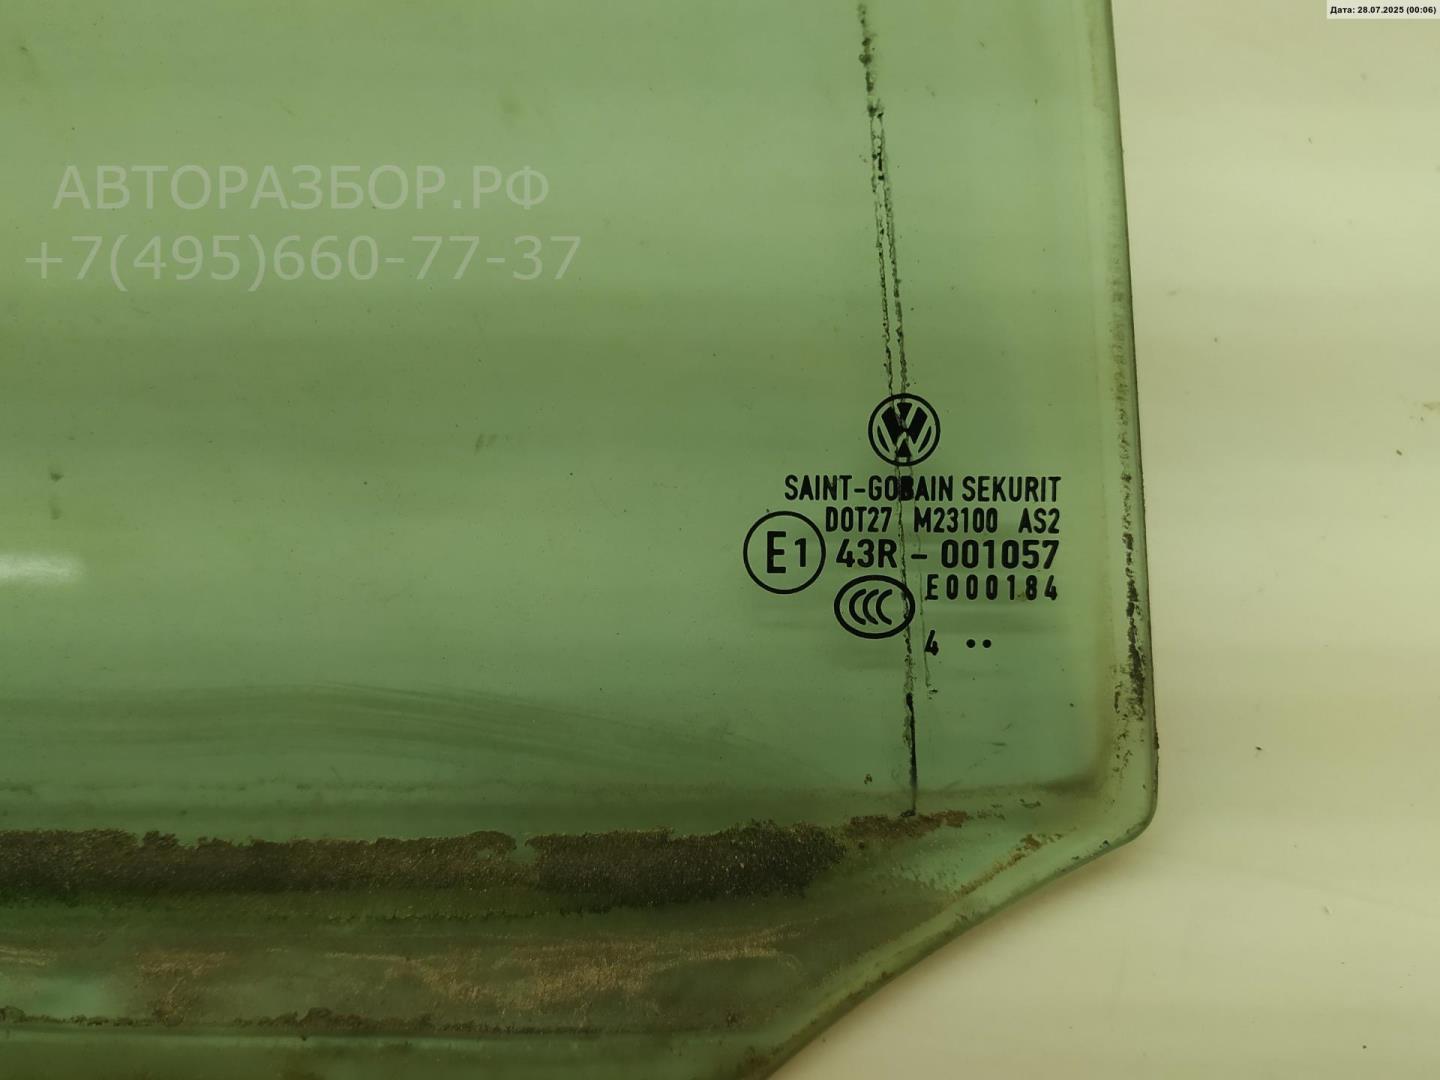 Дата: 28.07.2025 (00:06)
АВТОРАЗБОР.РФ
+7(495)660-77-37
SAINT-GOBAIN SEKURIT
DOT27 M23100 AS2
E1 43R - 001057
CCC E000184
4 ••